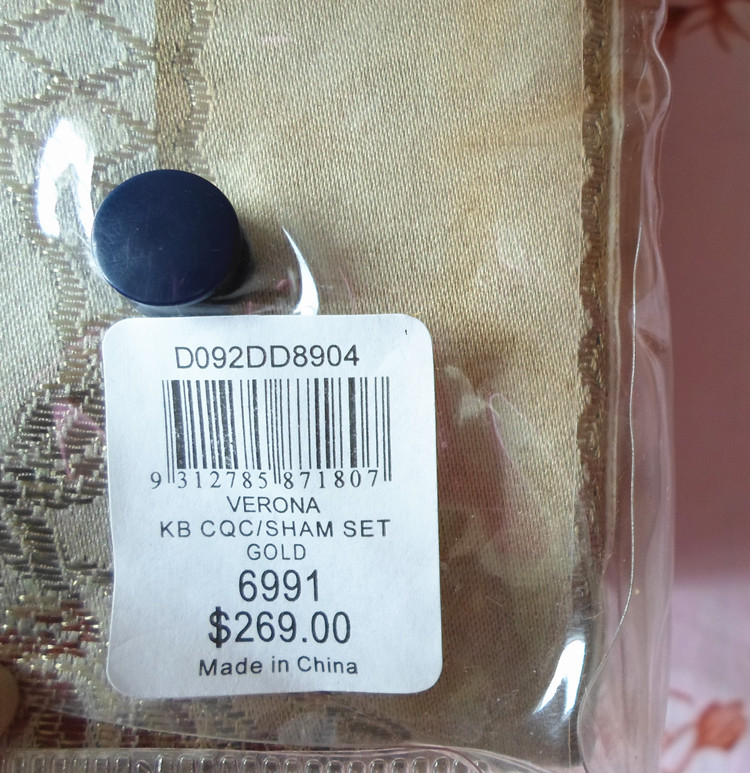 D092DD8904
9 312785 871807
VERONA
KB CQC/SHAM SET
GOLD
6991
$269.00
Made in China